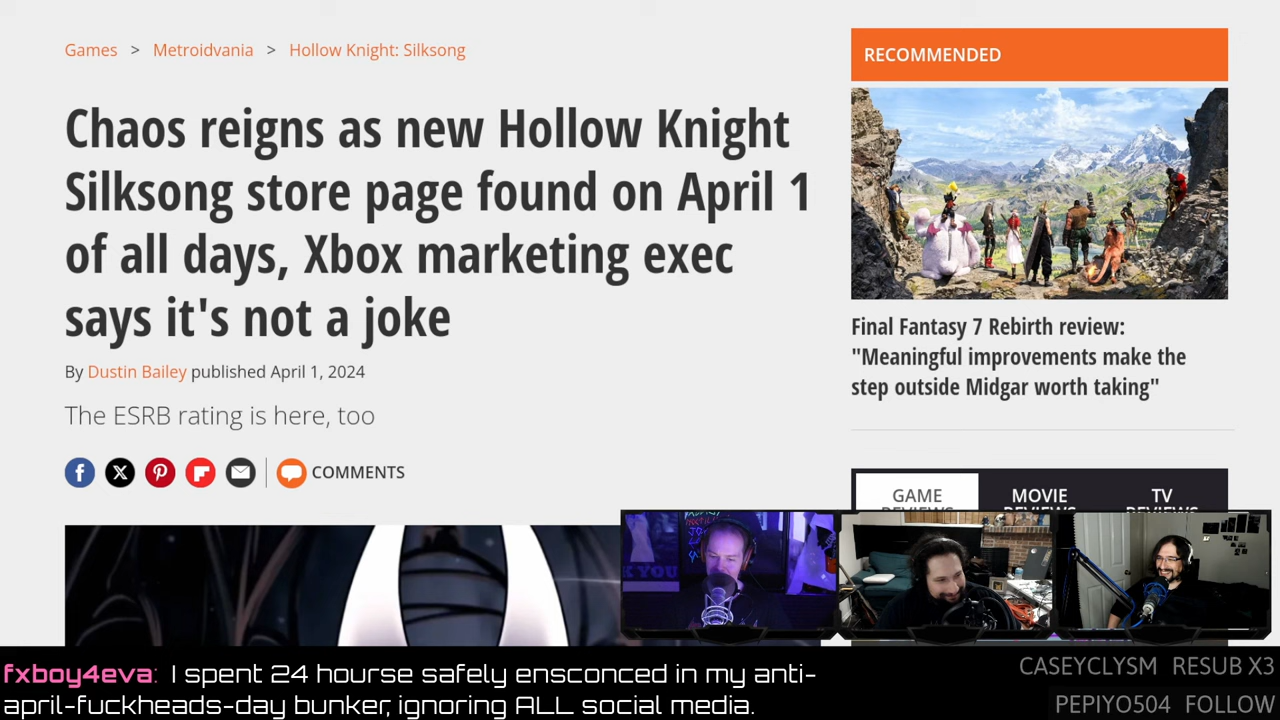 Games > Metroidvania > Hollow Knight: Silksong
Chaos reigns as new Hollow Knight
Silksong store page found on April 1
of all days, Xbox marketing exec
says it's not a joke
By Dustin Bailey published April 1, 2024
The ESRB rating is here, too
COMMENTS
RECOMMENDED
Final Fantasy 7 Rebirth review:
"Meaningful improvements make the
step outside Midgar worth taking"
GAME REVIEWS
MOVIE REVIEWS
TV REVIEWS
K YOU
fxboy4eva: I spent 24 hourse safely ensconced in my anti-
april-fuckheads-day bunker, ignoring ALL social media.
CASEYCLYSM RESUB X3
PEPIYO504 FOLLOW